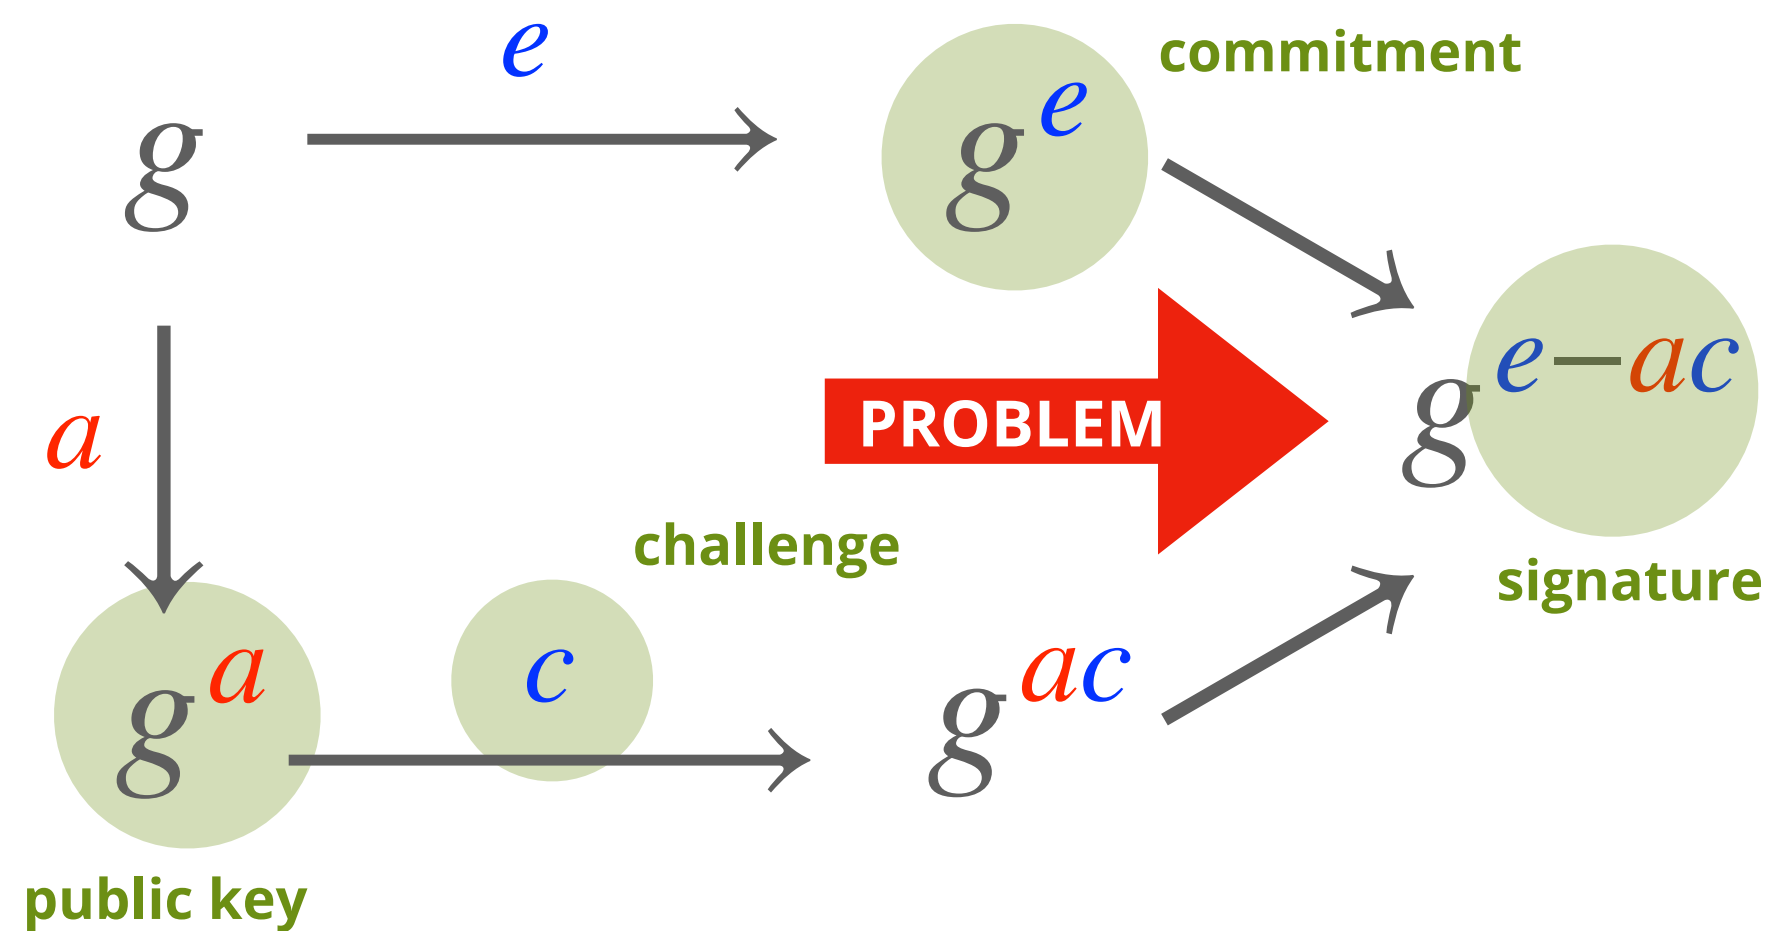 e
commitment
g
g^e
PROBLEM
g^{e−ac}
a
challenge
signature
g^a
c
g^{ac}
public key